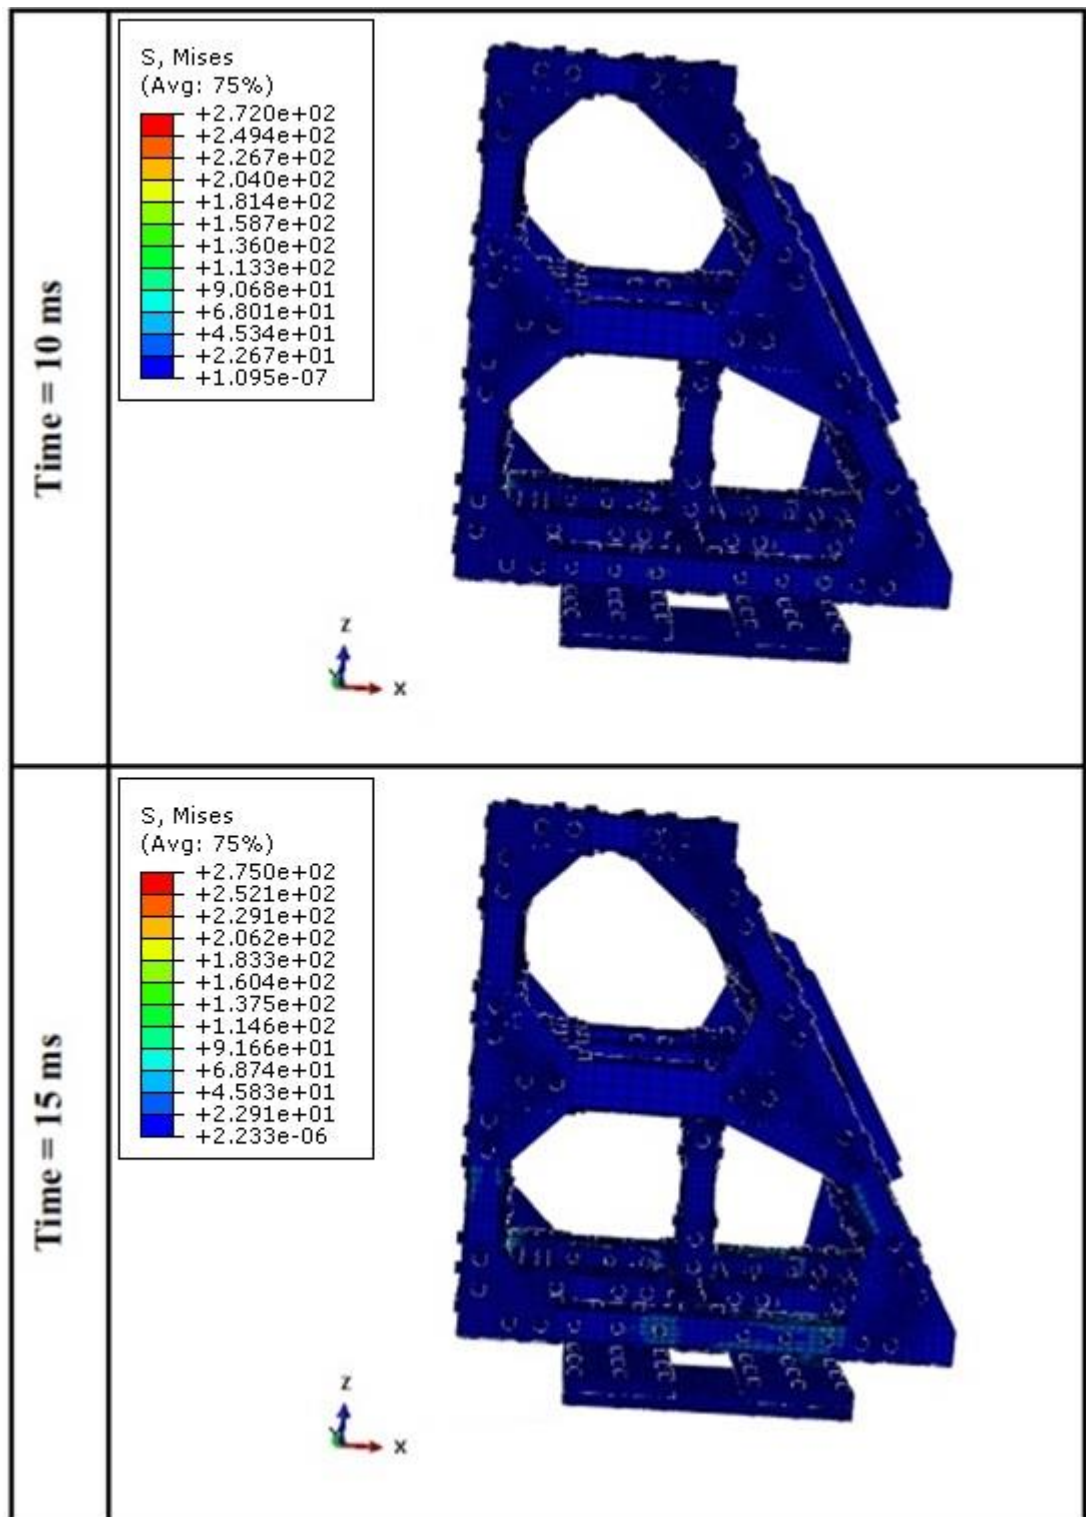 Time = 10 ms
S, Mises
(Avg: 75%)
+2.720e+02
+2.494e+02
+2.267e+02
+2.040e+02
+1.814e+02
+1.587e+02
+1.360e+02
+1.133e+02
+9.068e+01
+6.801e+01
+4.534e+01
+2.267e+01
+1.095e-07
Z
X
Time = 15 ms
S, Mises
(Avg: 75%)
+2.750e+02
+2.521e+02
+2.291e+02
+2.062e+02
+1.833e+02
+1.604e+02
+1.375e+02
+1.146e+02
+9.166e+01
+6.874e+01
+4.583e+01
+2.291e+01
+2.233e-06
Z
X